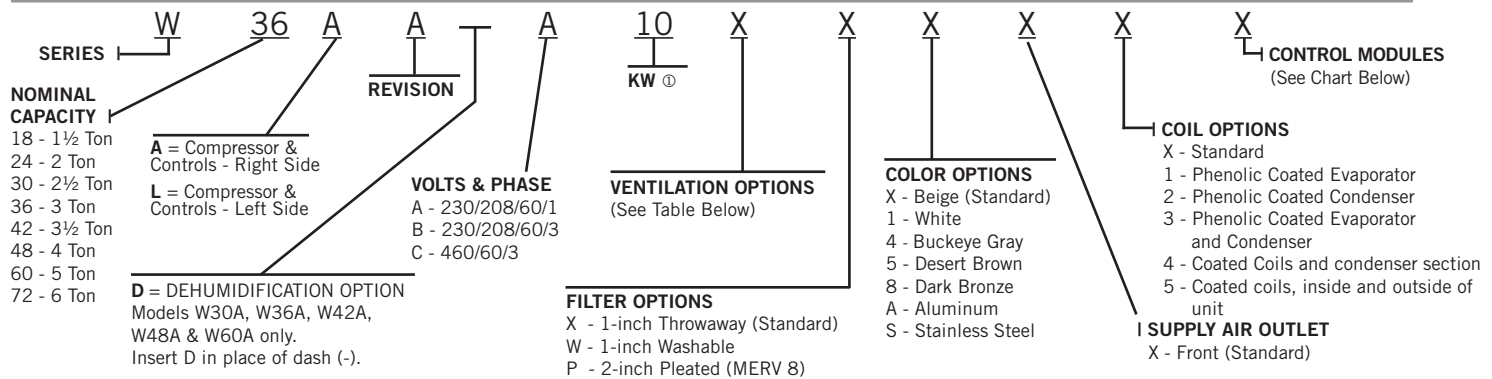 W 36 A A — A 10 X X X X X X
SERIES
NOMINAL
CAPACITY
18 - 1½ Ton
24 - 2 Ton
30 - 2½ Ton
36 - 3 Ton
42 - 3½ Ton
48 - 4 Ton
60 - 5 Ton
72 - 6 Ton
A = Compressor &
Controls - Right Side
L = Compressor &
Controls - Left Side
REVISION
D = DEHUMIDIFICATION OPTION
Models W30A, W36A, W42A,
W48A & W60A only.
Insert D in place of dash (-).
VOLTS & PHASE
A - 230/208/60/1
B - 230/208/60/3
C - 460/60/3
KW ①
VENTILATION OPTIONS
(See Table Below)
FILTER OPTIONS
X - 1-inch Throwaway (Standard)
W - 1-inch Washable
P - 2-inch Pleated (MERV 8)
COLOR OPTIONS
X - Beige (Standard)
1 - White
4 - Buckeye Gray
5 - Desert Brown
8 - Dark Bronze
A - Aluminum
S - Stainless Steel
SUPPLY AIR OUTLET
X - Front (Standard)
COIL OPTIONS
X - Standard
1 - Phenolic Coated Evaporator
2 - Phenolic Coated Condenser
3 - Phenolic Coated Evaporator
and Condenser
4 - Coated Coils and condenser section
5 - Coated coils, inside and outside of
unit
CONTROL MODULES
(See Chart Below)